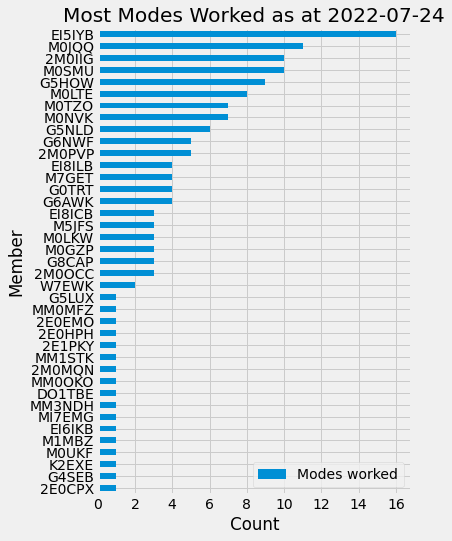 Most Modes Worked as at 2022-07-24
EI5IYB
M0JQQ
2M0IIG
M0SMU
G5HOW
M0LTE
M0TZO
M0NVK
G5NLD
G6NWF
2M0PVP
EI8ILB
M7GET
G0TRT
G6AWK
EI8ICB
M5JFS
M0LKW
M0GZP
G8CAP
2M0OCC
W7EWK
G5LUX
MM0MFZ
2E0EMO
2E0HPH
2E1PKY
MM1STK
2M0MQN
MM0OKO
DO1TBE
MM3NDH
MI7EMG
EI6IKB
M1MBZ
M0UKF
K2EXE
G4SEB
2E0CPX
Member
Modes worked
0 2 4 6 8 10 12 14 16
Count